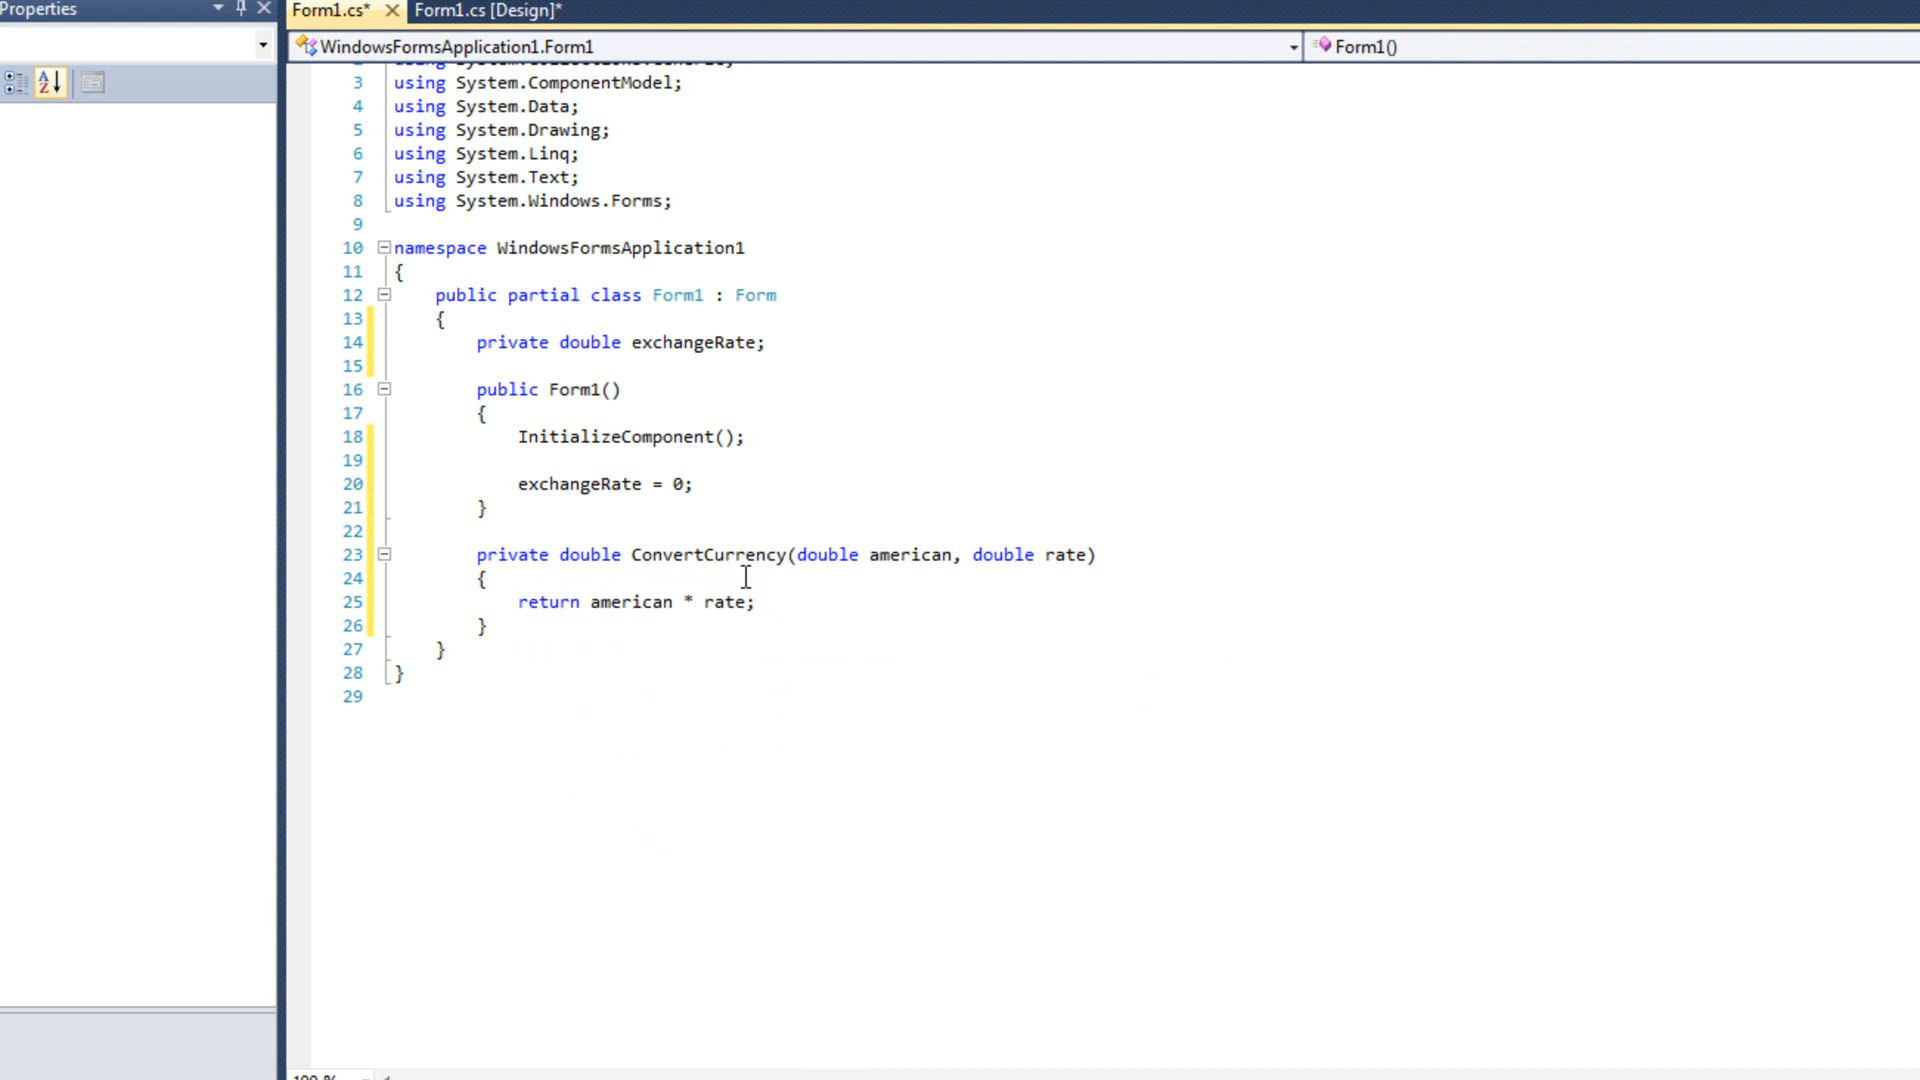 Properties
Form1.cs*
Form1.cs [Design]*
WindowsFormsApplication1.Form1
Form1()
3 using System.ComponentModel;
4 using System.Data;
5 using System.Drawing;
6 using System.Linq;
7 using System.Text;
8 using System.Windows.Forms;
9
10 namespace WindowsFormsApplication1
11 {
12 public partial class Form1 : Form
13 {
14 private double exchangeRate;
15
16 public Form1()
17 {
18 InitializeComponent();
19
20 exchangeRate = 0;
21 }
22
23 private double ConvertCurrency(double american, double rate)
24 {
25 return american * rate;
26 }
27 }
28 }
29